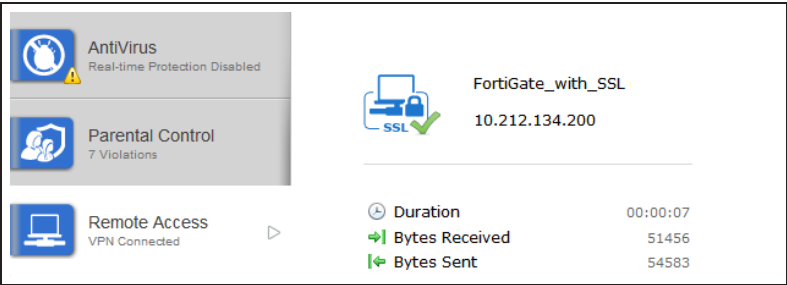 AntiVirus
Real-time Protection Disabled
Parental Control
7 Violations
Remote Access
VPN Connected
SSL
FortiGate_with_SSL
10.212.134.200
Duration 00:00:07
Bytes Received 51456
Bytes Sent 54583